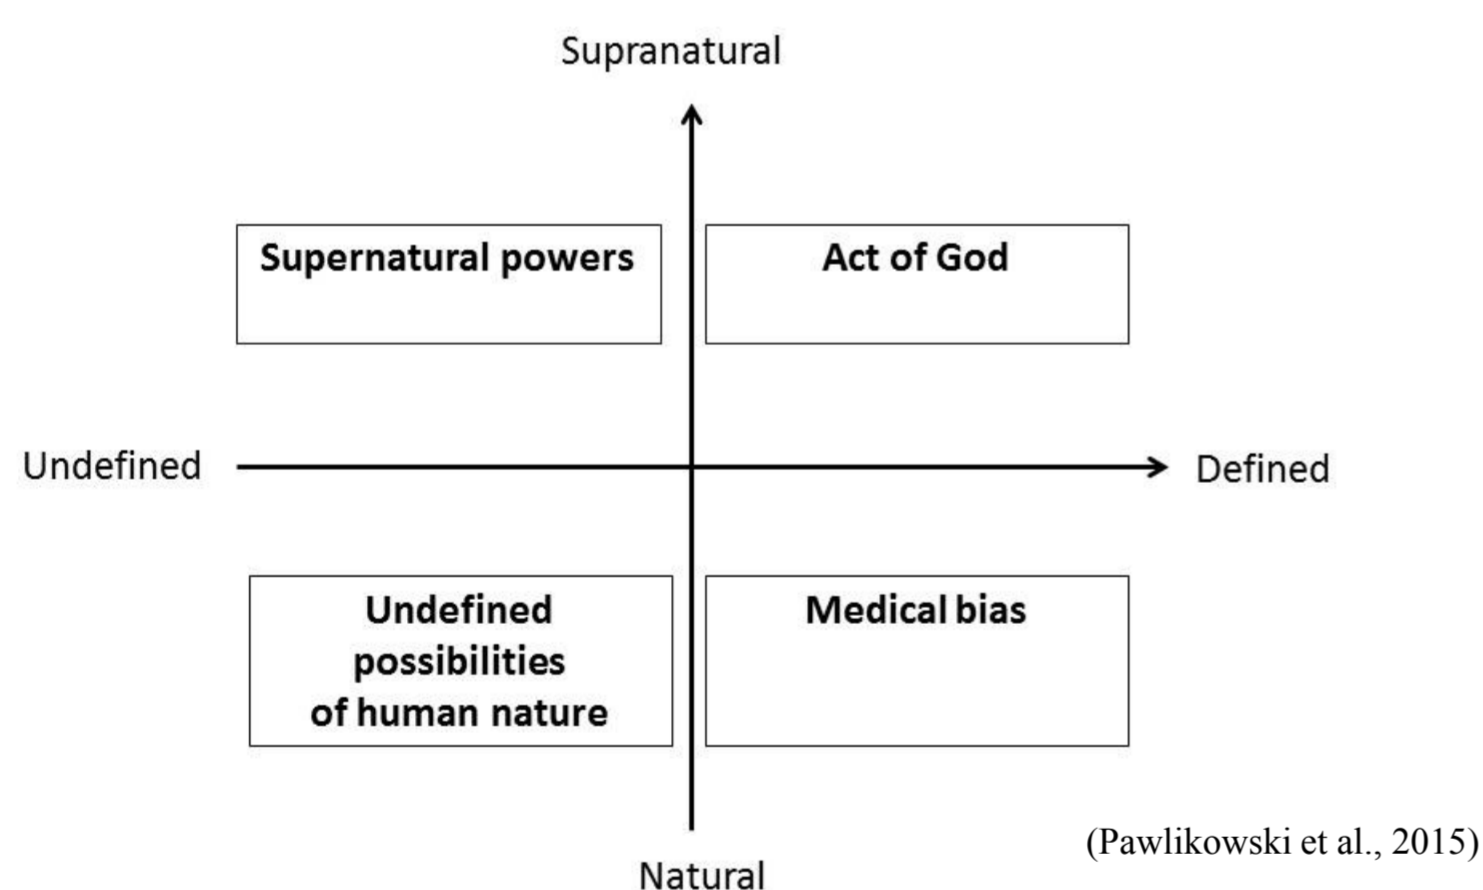 Supranatural
Supernatural powers
Act of God
Undefined
Defined
Undefined
possibilities
of human nature
Medical bias
(Pawlikowski et al., 2015)
Natural